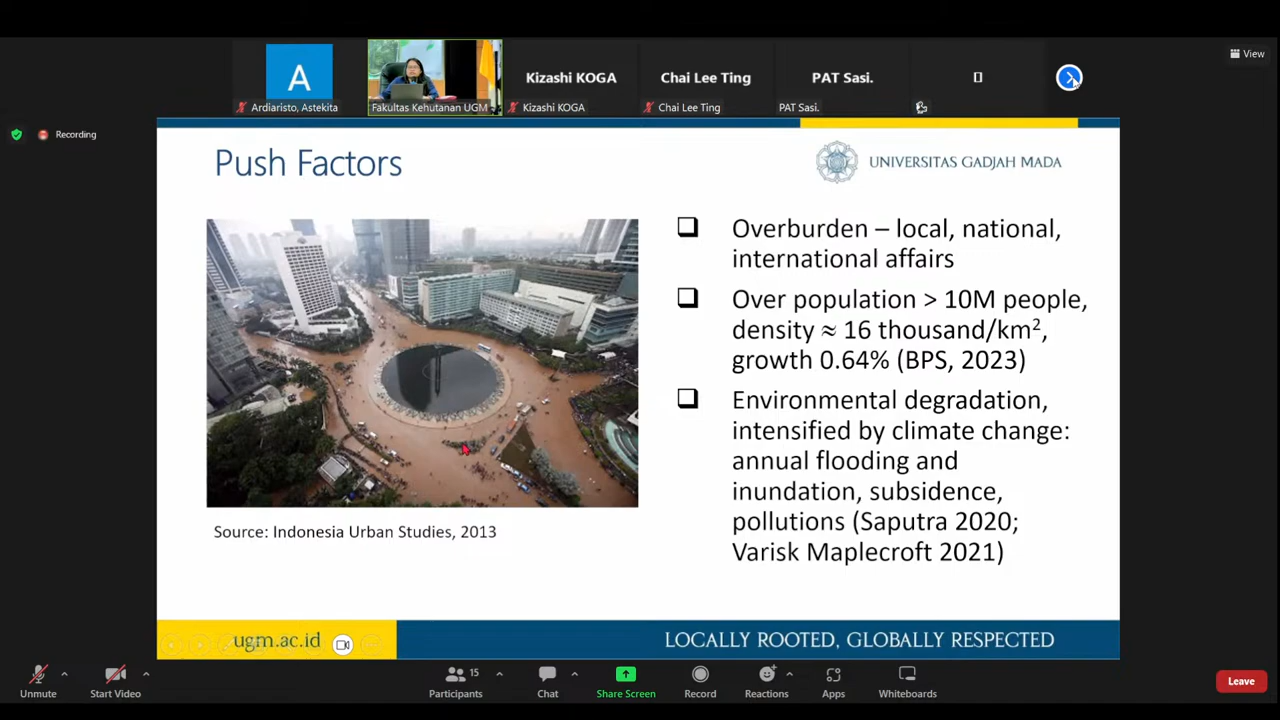 View
A
Kizashi KOGA
Chai Lee Ting
PAT Sasi.
Ardiaristo, Astekita
Fakultas Kehutanan UGM
Kizashi KOGA
Chai Lee Ting
PAT Sasi.
Recording
Push Factors
UNIVERSITAS GADJAH MADA
❑ Overburden – local, national,
international affairs
❑ Over population > 10M people,
density ≈ 16 thousand/km²,
growth 0.64% (BPS, 2023)
❑ Environmental degradation,
intensified by climate change:
annual flooding and
inundation, subsidence,
pollutions (Saputra 2020;
Varisk Maplecroft 2021)
Source: Indonesia Urban Studies, 2013
ugm.ac.id
LOCALLY ROOTED, GLOBALLY RESPECTED
Unmute
Start Video
Participants
15
Chat
Share Screen
Record
Reactions
Apps
Whiteboards
Leave